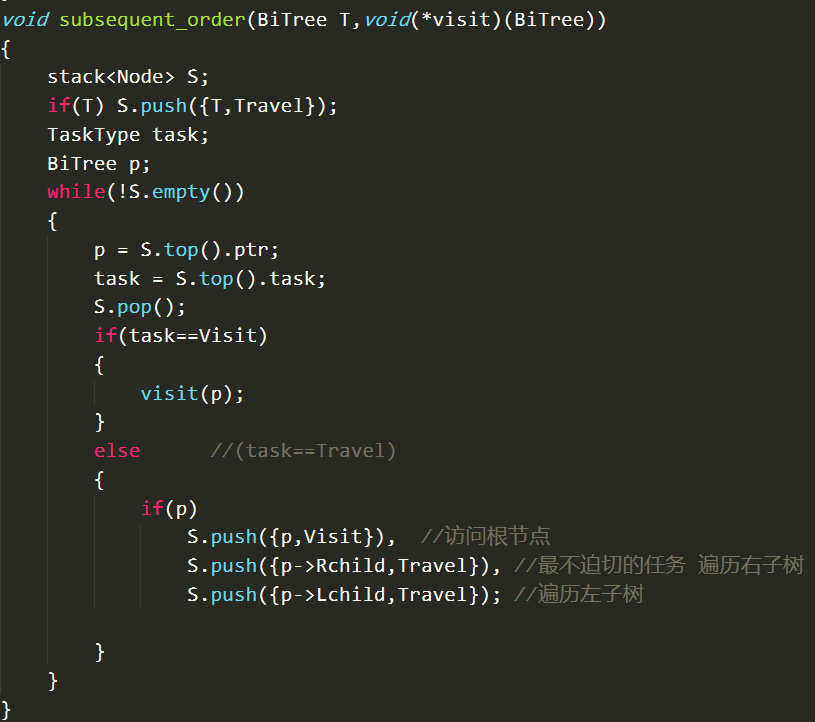 void subsequent_order(BiTree T,void(*visit)(BiTree))
{
    stack<Node> S;
    if(T) S.push({T,Travel});
    TaskType task;
    BiTree p;
    while(!S.empty())
    {
        p = S.top().ptr;
        task = S.top().task;
        S.pop();
        if(task==Visit)
        {
            visit(p);
        }
        else      //(task==Travel)
        {
            if(p)
                S.push({p,Visit}),  //访问根节点
                S.push({p->Rchild,Travel}), //最不迫切的任务 遍历右子树
                S.push({p->Lchild,Travel}); //遍历左子树
        }
    }
}